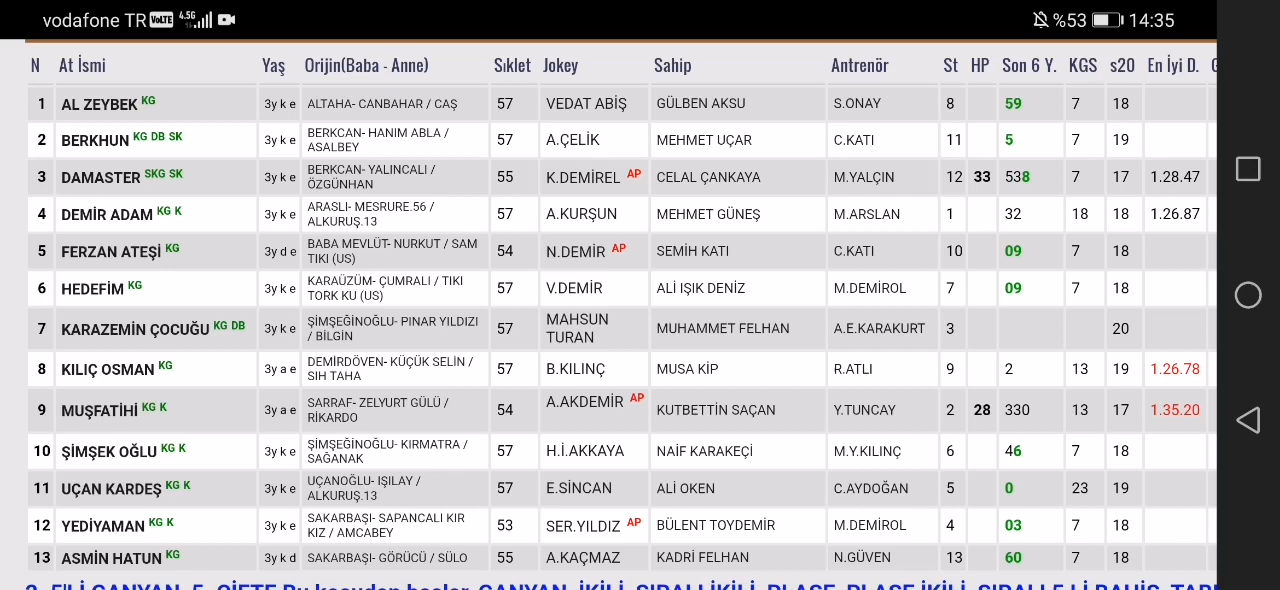 vodafone TR VoLTE 4.5G %53 14:35
N At İsmi Yaş Orijin(Baba - Anne) Sıklet Jokey Sahip Antrenör St HP Son 6 Y. KGS s20 En İyi D.
1 AL ZEYBEK KG 3y k e ALTAHA- CANBAHAR / CAŞ 57 VEDAT ABİŞ GÜLBEN AKSU S.ONAY 8 59 7 18
2 BERKHUN KG DB SK 3y k e BERKCAN- HANIM ABLA / ASALBEY 57 A.ÇELİK MEHMET UÇAR C.KATI 11 5 7 19
3 DAMASTER SKG SK 3y k e BERKCAN- YALINCALI / ÖZGÜNHAN 55 K.DEMİREL AP CELAL ÇANKAYA M.YALÇIN 12 33 538 7 17 1.28.47
4 DEMİR ADAM KG K 3y k e ARASLI- MESRURE.56 / ALKURUŞ.13 57 A.KURŞUN MEHMET GÜNEŞ M.ARSLAN 1 32 18 18 1.26.87
5 FERZAN ATEŞİ KG 3y d e BABA MEVLÜT- NURKUT / SAM TIKI (US) 54 N.DEMİR AP SEMİH KATI C.KATI 10 09 7 18
6 HEDEFİM KG 3y k e KARAÜZÜM- ÇUMRALI / TIKI TORK KU (US) 57 V.DEMİR ALİ IŞIK DENİZ M.DEMİROL 7 09 7 18
7 KARAZEMİN ÇOCUĞU KG DB 3y k e ŞİMŞEĞİNOĞLU- PINAR YILDIZI / BİLGİN 57 MAHSUN TURAN MUHAMMET FELHAN A.E.KARAKURT 3 20
8 KILIÇ OSMAN KG 3y a e DEMİRDÖVEN- KÜÇÜK SELİN / SIH TAHA 57 B.KILINÇ MUSA KİP R.ATLI 9 2 13 19 1.26.78
9 MUŞFATİHİ KG K 3y a e SARRAF- ZELYURT GÜLÜ / RİKARDO 54 A.AKDEMİR AP KUTBETTİN SAÇAN Y.TUNCAY 2 28 330 13 17 1.35.20
10 ŞİMŞEK OĞLU KG K 3y k e ŞİMŞEĞİNOĞLU- KIRMATRA / SAĞANAK 57 H.İ.AKKAYA NAİF KARAKEÇİ M.Y.KILINÇ 6 46 7 18
11 UÇAN KARDEŞ KG K 3y k e UÇANOĞLU- IŞILAY / ALKURUŞ.13 57 E.SİNCAN ALİ OKEN C.AYDOĞAN 5 0 23 19
12 YEDİYAMAN KG K 3y k e SAKARBAŞI- SAPANCALI KIR KIZ / AMCABEY 53 SER.YILDIZ AP BÜLENT TOYDEMİR M.DEMİROL 4 03 7 18
13 ASMİN HATUN KG 3y k d SAKARBAŞI- GÖRÜCÜ / SÜLO 55 A.KAÇMAZ KADRİ FELHAN N.GÜVEN 13 60 7 18